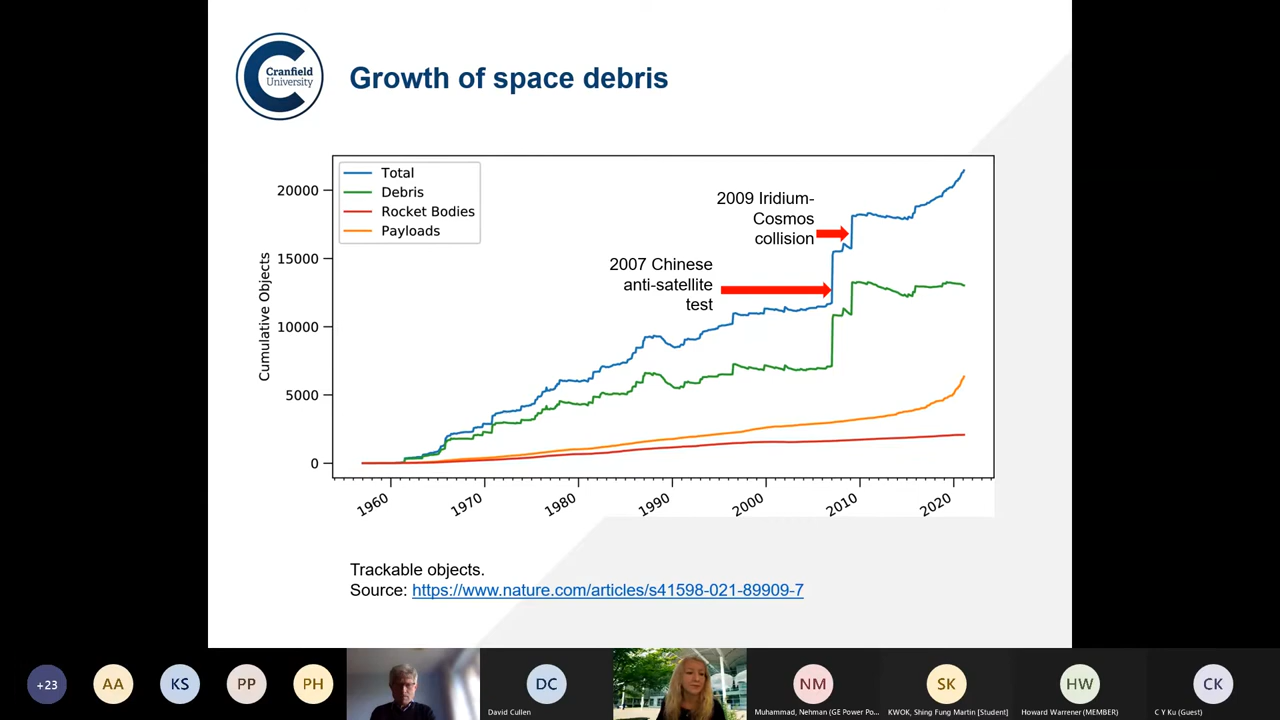 Cranfield
University
Growth of space debris
Total
Debris
Rocket Bodies
Payloads
2009 Iridium-
Cosmos
collision
2007 Chinese
anti-satellite
test
Cumulative Objects
20000
15000
10000
5000
0
1960
1970
1980
1990
2000
2010
2020
Trackable objects.
Source: https://www.nature.com/articles/s41598-021-89909-7
+23
AA
KS
PP
PH
DC
NM
SK
HW
CK
David Cullen
Muhammad, Nehman (GE Power Po...
KWOK, Shing Fung Martin [Student]
Howard Warrener (MEMBER)
C Y Ku (Guest)